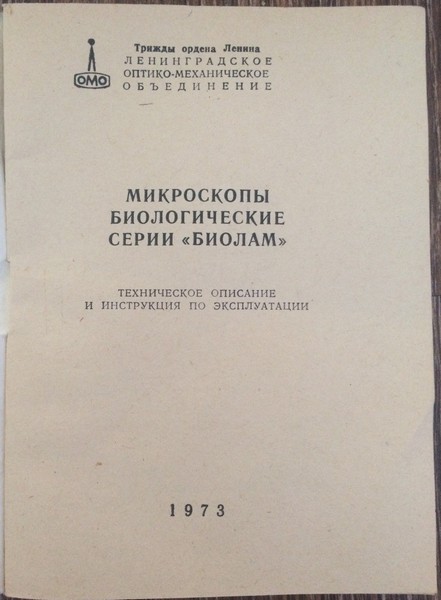 ОМО
Трижды ордена Ленина
ЛЕНИНГРАДСКОЕ
ОПТИКО-МЕХАНИЧЕСКОЕ
ОБЪЕДИНЕНИЕ
МИКРОСКОПЫ
БИОЛОГИЧЕСКИЕ
СЕРИИ «БИОЛАМ»
ТЕХНИЧЕСКОЕ ОПИСАНИЕ
И ИНСТРУКЦИЯ ПО ЭКСПЛУАТАЦИИ
1973